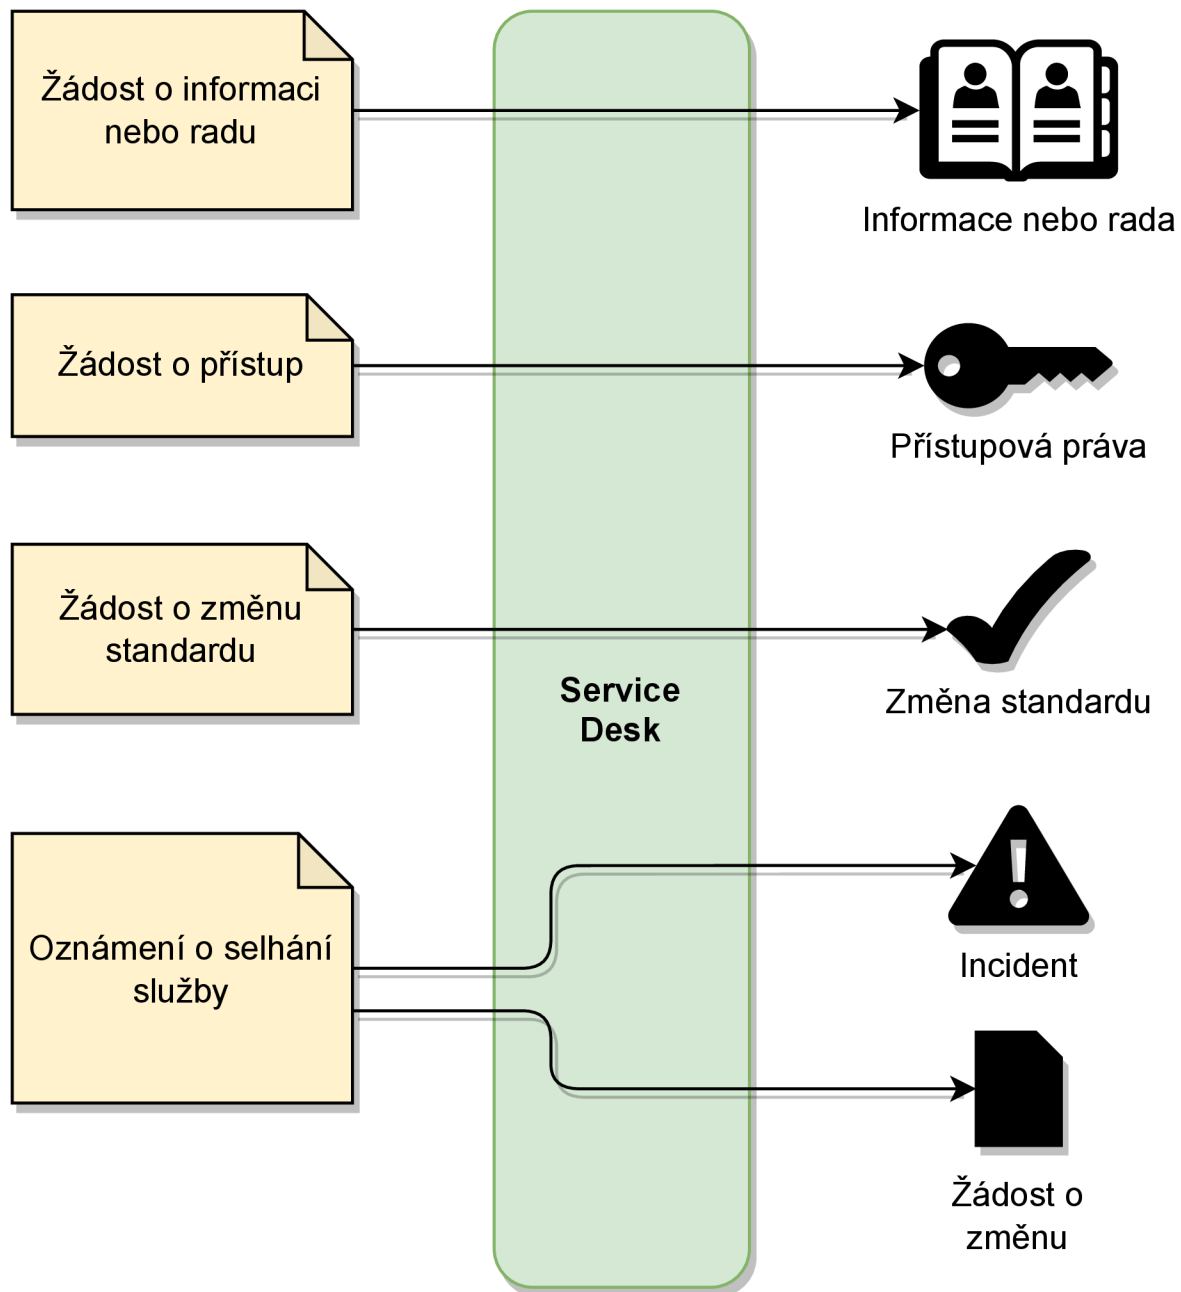 Žádost o informaci
nebo radu
Informace nebo rada
Žádost o přístup
Přístupová práva
Žádost o změnu
standardu
Změna standardu
Service
Desk
Oznámení o selhání
služby
Incident
Žádost o
změnu